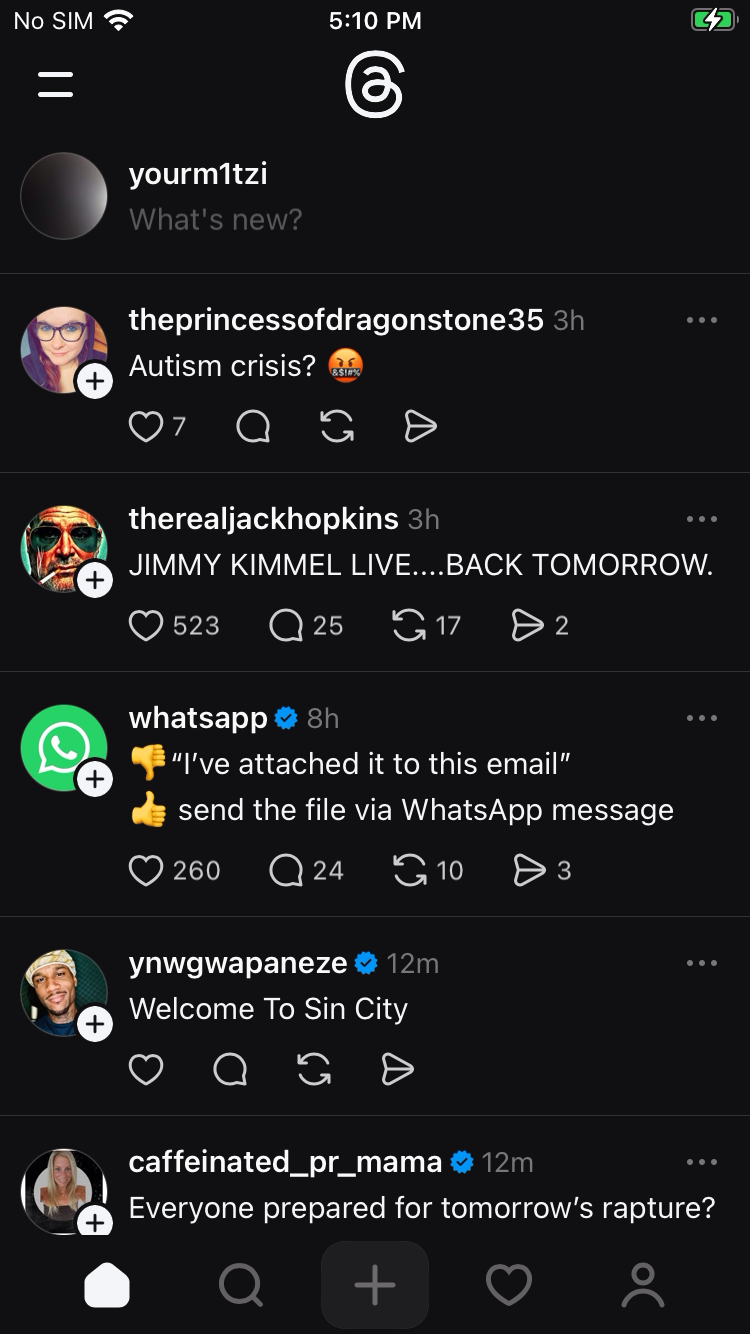 No SIM 5:10 PM
yourm1tzi
What's new?
theprincessofdragonstone35 3h
Autism crisis? 🤬
7
therealjackhopkins 3h
JIMMY KIMMEL LIVE....BACK TOMORROW.
523 25 17 2
whatsapp 8h
👎“I’ve attached it to this email”
👍 send the file via WhatsApp message
260 24 10 3
ynwgwapaneze 12m
Welcome To Sin City
caffeinated_pr_mama 12m
Everyone prepared for tomorrow’s rapture?